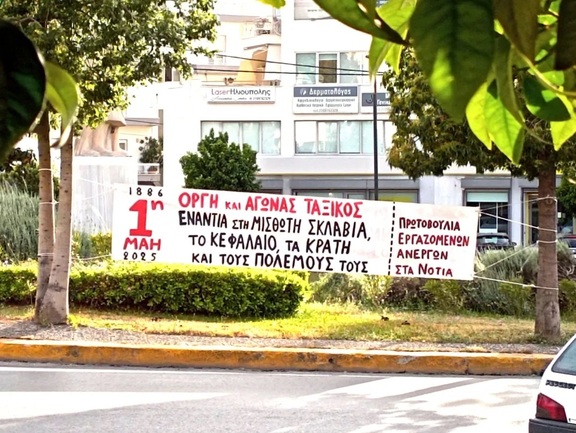 LaserΗλιούπολης
Δερματολόγος
1886
1η
ΜΑΗ
2025
ΟΡΓΗ ΚΑΙ ΑΓΩΝΑΣ ΤΑΞΙΚΟΣ
ΕΝΑΝΤΙΑ ΣΤΗ ΜΙΣΘΩΤΗ ΣΚΛΑΒΙΑ,
ΤΟ ΚΕΦΑΛΑΙΟ, ΤΑ ΚΡΑΤΗ
ΚΑΙ ΤΟΥΣ ΠΟΛΕΜΟΥΣ ΤΟΥΣ
ΠΡΩΤΟΒΟΥΛΙΑ
ΕΡΓΑΖΟΜΕΝΩΝ
ΑΝΕΡΓΩΝ
ΣΤΑ ΝΟΤΙΑ